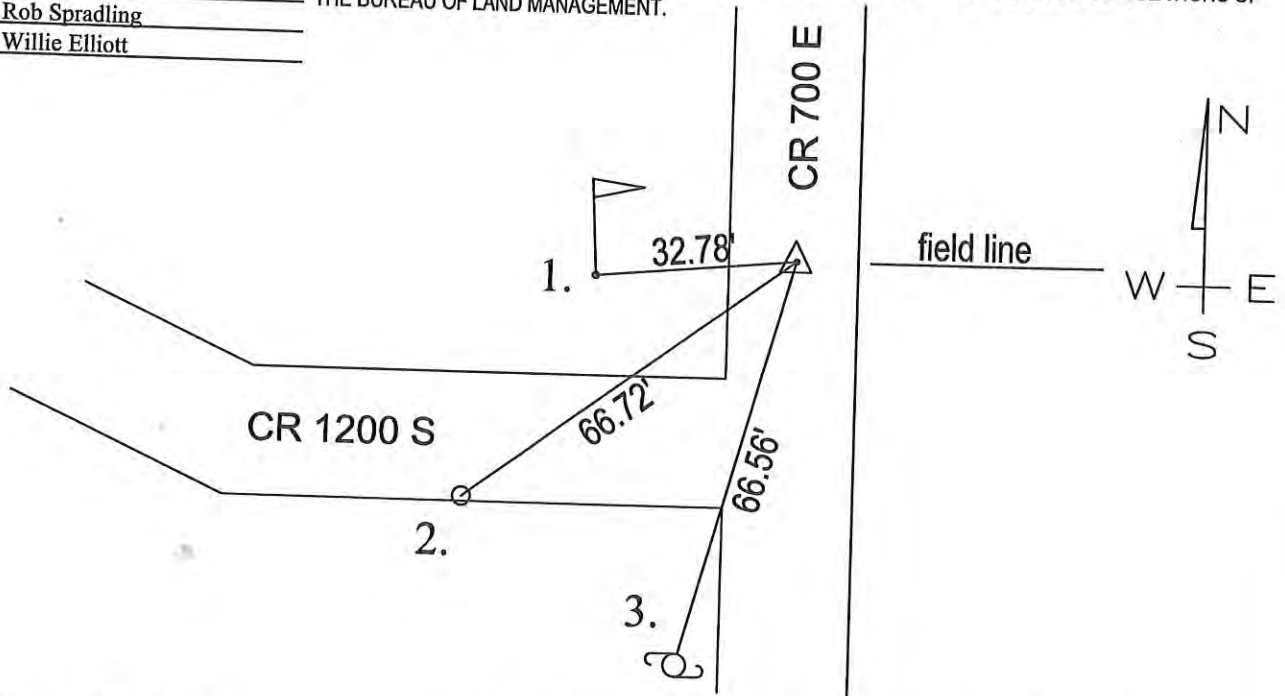 THE BUREAU OF LAND MANAGEMENT.
Rob Spradling
Willie Elliott
CR 700 E
N
32.78'
field line
1.
W E
S
66.72'
CR 1200 S
66.56'
2.
3.